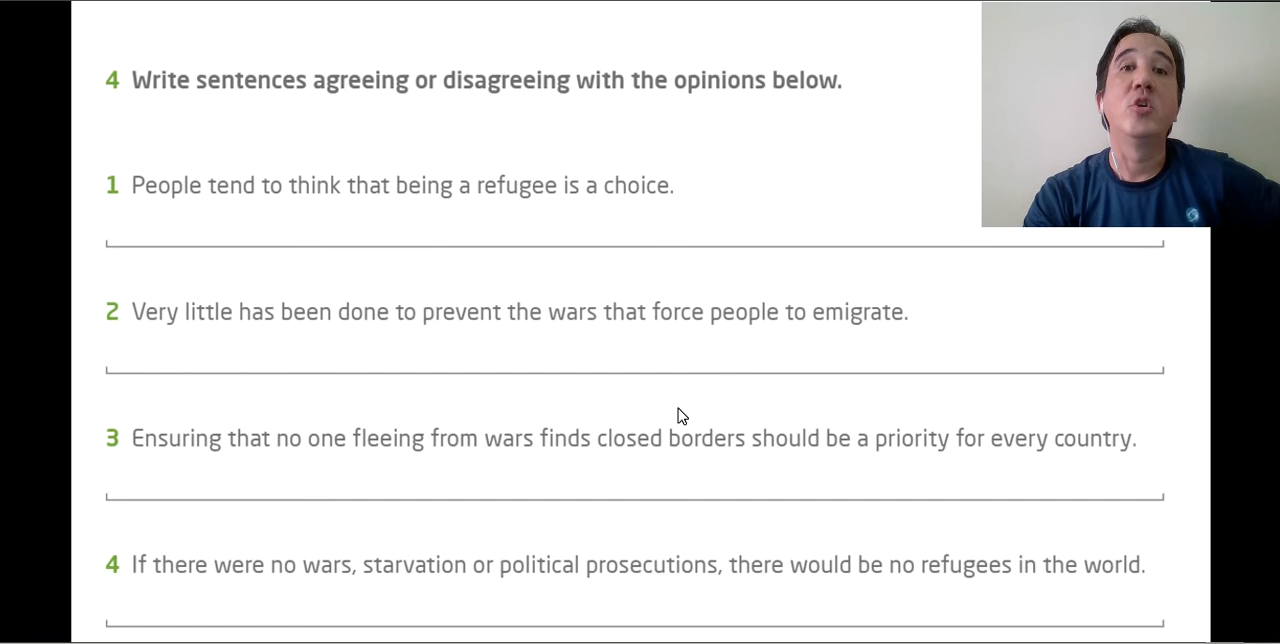 4 Write sentences agreeing or disagreeing with the opinions below.
1 People tend to think that being a refugee is a choice.
2 Very little has been done to prevent the wars that force people to emigrate.
3 Ensuring that no one fleeing from wars finds closed borders should be a priority for every country.
4 If there were no wars, starvation or political prosecutions, there would be no refugees in the world.